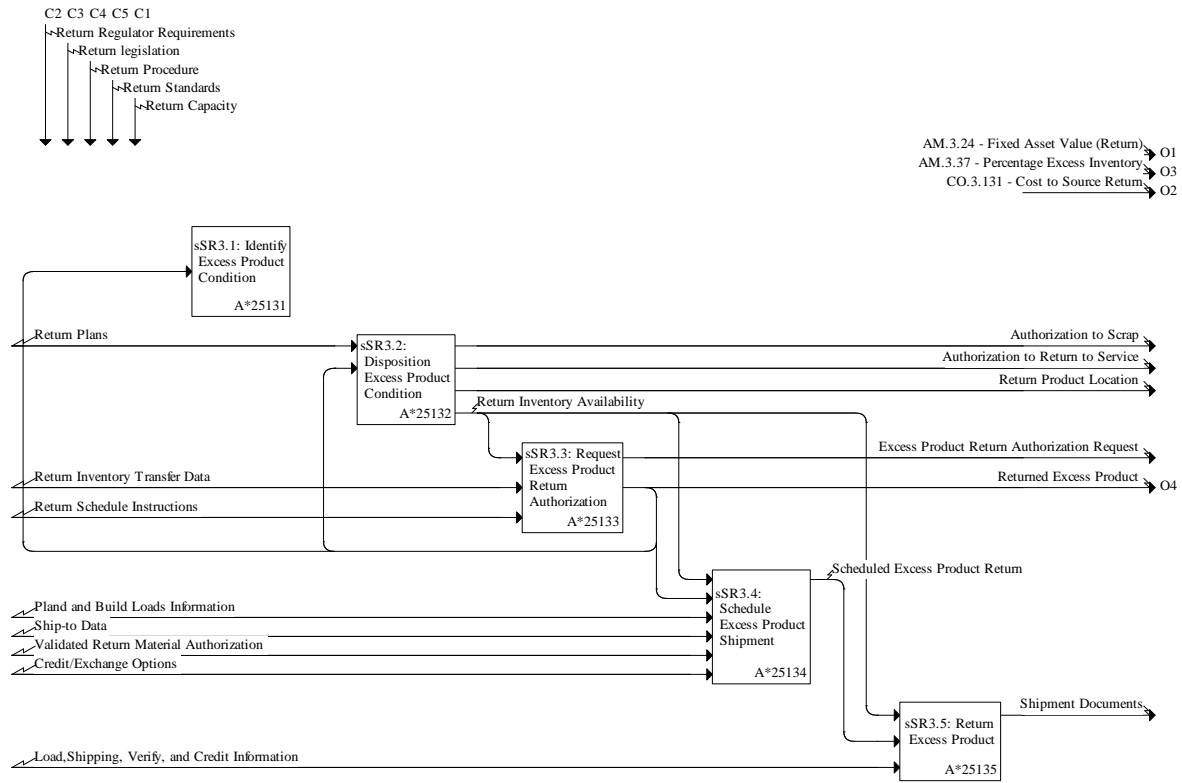 C2 C3 C4 C5 C1
Return Regulator Requirements
Return legislation
Return Procedure
Return Standards
Return Capacity
AM.3.24 - Fixed Asset Value (Return)
O1
AM.3.37 - Percentage Excess Inventory
O3
CO.3.131 - Cost to Source Return
O2
sSR3.1: Identify
Excess Product
Condition
A*25131
Return Plans
sSR3.2:
Disposition
Excess Product
Condition
A*25132
Authorization to Scrap
Authorization to Return to Service
Return Product Location
Return Inventory Availability
sSR3.3: Request
Excess Product
Return
Authorization
A*25133
Excess Product Return Authorization Request
Return Inventory Transfer Data
Returned Excess Product
O4
Return Schedule Instructions
Scheduled Excess Product Return
sSR3.4:
Schedule
Excess Product
Shipment
A*25134
Pland and Build Loads Information
Ship-to Data
Validated Return Material Authorization
Credit/Exchange Options
Shipment Documents
sSR3.5: Return
Excess Product
A*25135
Load,Shipping, Verify, and Credit Information